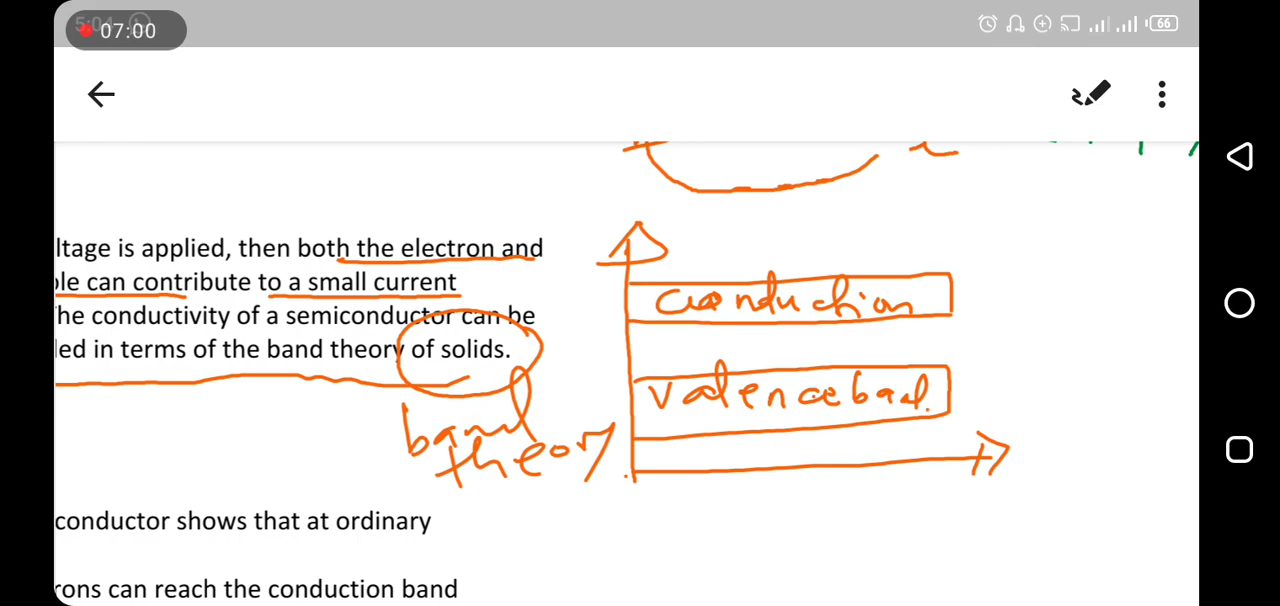 07:00
66
ltage is applied, then both the electron and
ole can contribute to a small current
The conductivity of a semiconductor can be
led in terms of the band theory of solids.
conduction
valence band
band
theory
conductor shows that at ordinary
rons can reach the conduction band